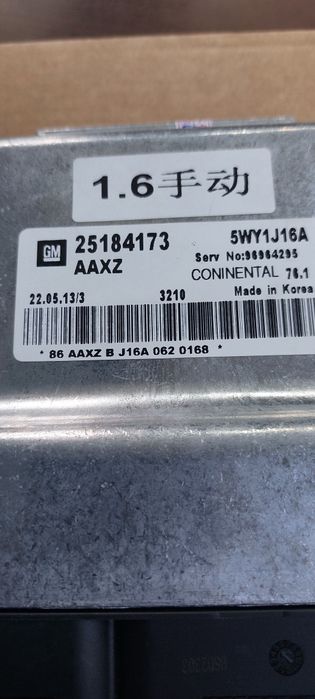 1.6手动
GM 25184173 5WY1J16A
AAXZ Serv No:96964295
CONINENTAL 76.1
22.05.13/3 3210 Made in Korea
* 86 AAXZ B J16A 062 0168 *